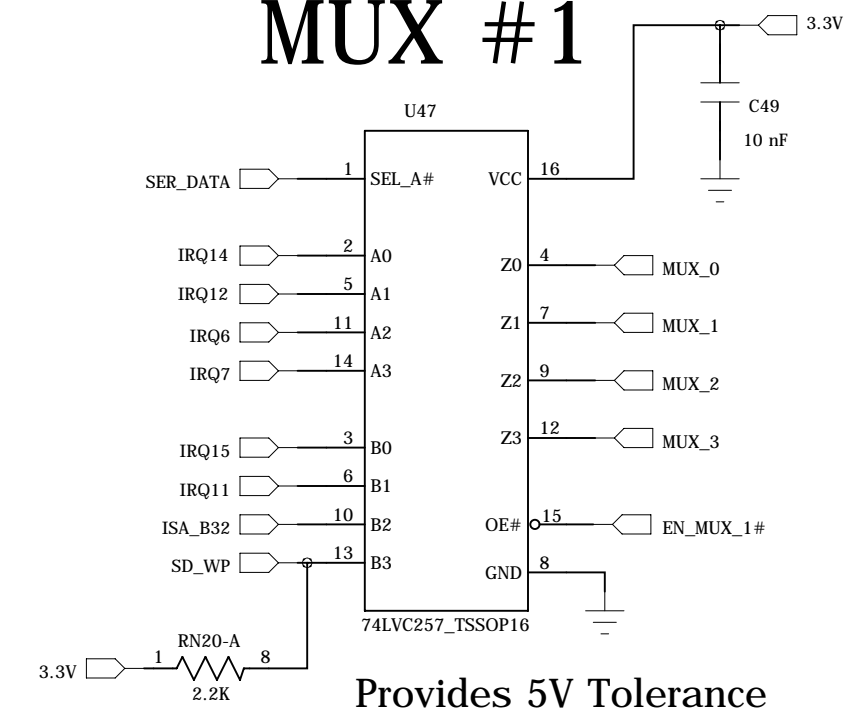 MUX #1
3.3V
C49
10 nF
U47
SER_DATA 1 SEL_A# VCC 16
IRQ14 2 A0 Z0 4 MUX_0
IRQ12 5 A1 Z1 7 MUX_1
IRQ6 11 A2 Z2 9 MUX_2
IRQ7 14 A3 Z3 12 MUX_3
IRQ15 3 B0
IRQ11 6 B1
ISA_B32 10 B2 OE# 15 EN_MUX_1#
SD_WP 13 B3 GND 8
74LVC257_TSSOP16
RN20-A
3.3V 1 8
2.2K
Provides 5V Tolerance